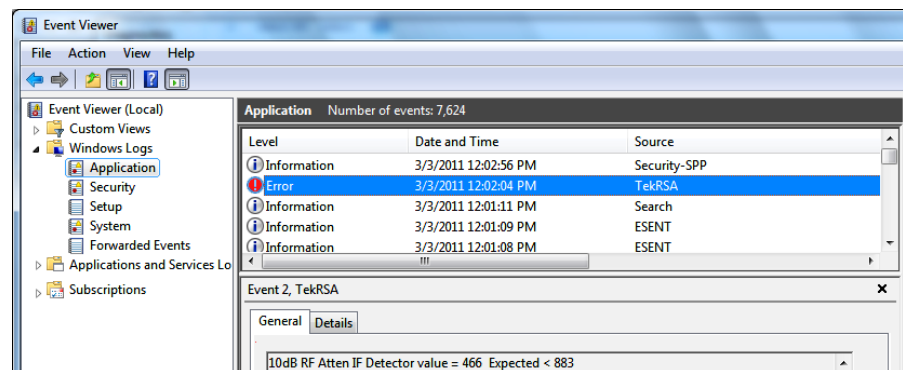 Event Viewer
File Action View Help
Event Viewer (Local)
Custom Views
Windows Logs
Application
Security
Setup
System
Forwarded Events
Applications and Services Lo
Subscriptions
Application Number of events: 7,624
Level Date and Time Source
Information 3/3/2011 12:02:56 PM Security-SPP
Error 3/3/2011 12:02:04 PM TekRSA
Information 3/3/2011 12:01:11 PM Search
Information 3/3/2011 12:01:09 PM ESENT
Information 3/3/2011 12:01:08 PM ESENT
Event 2, TekRSA
General Details
10dB RF Atten IF Detector value = 466 Expected < 883